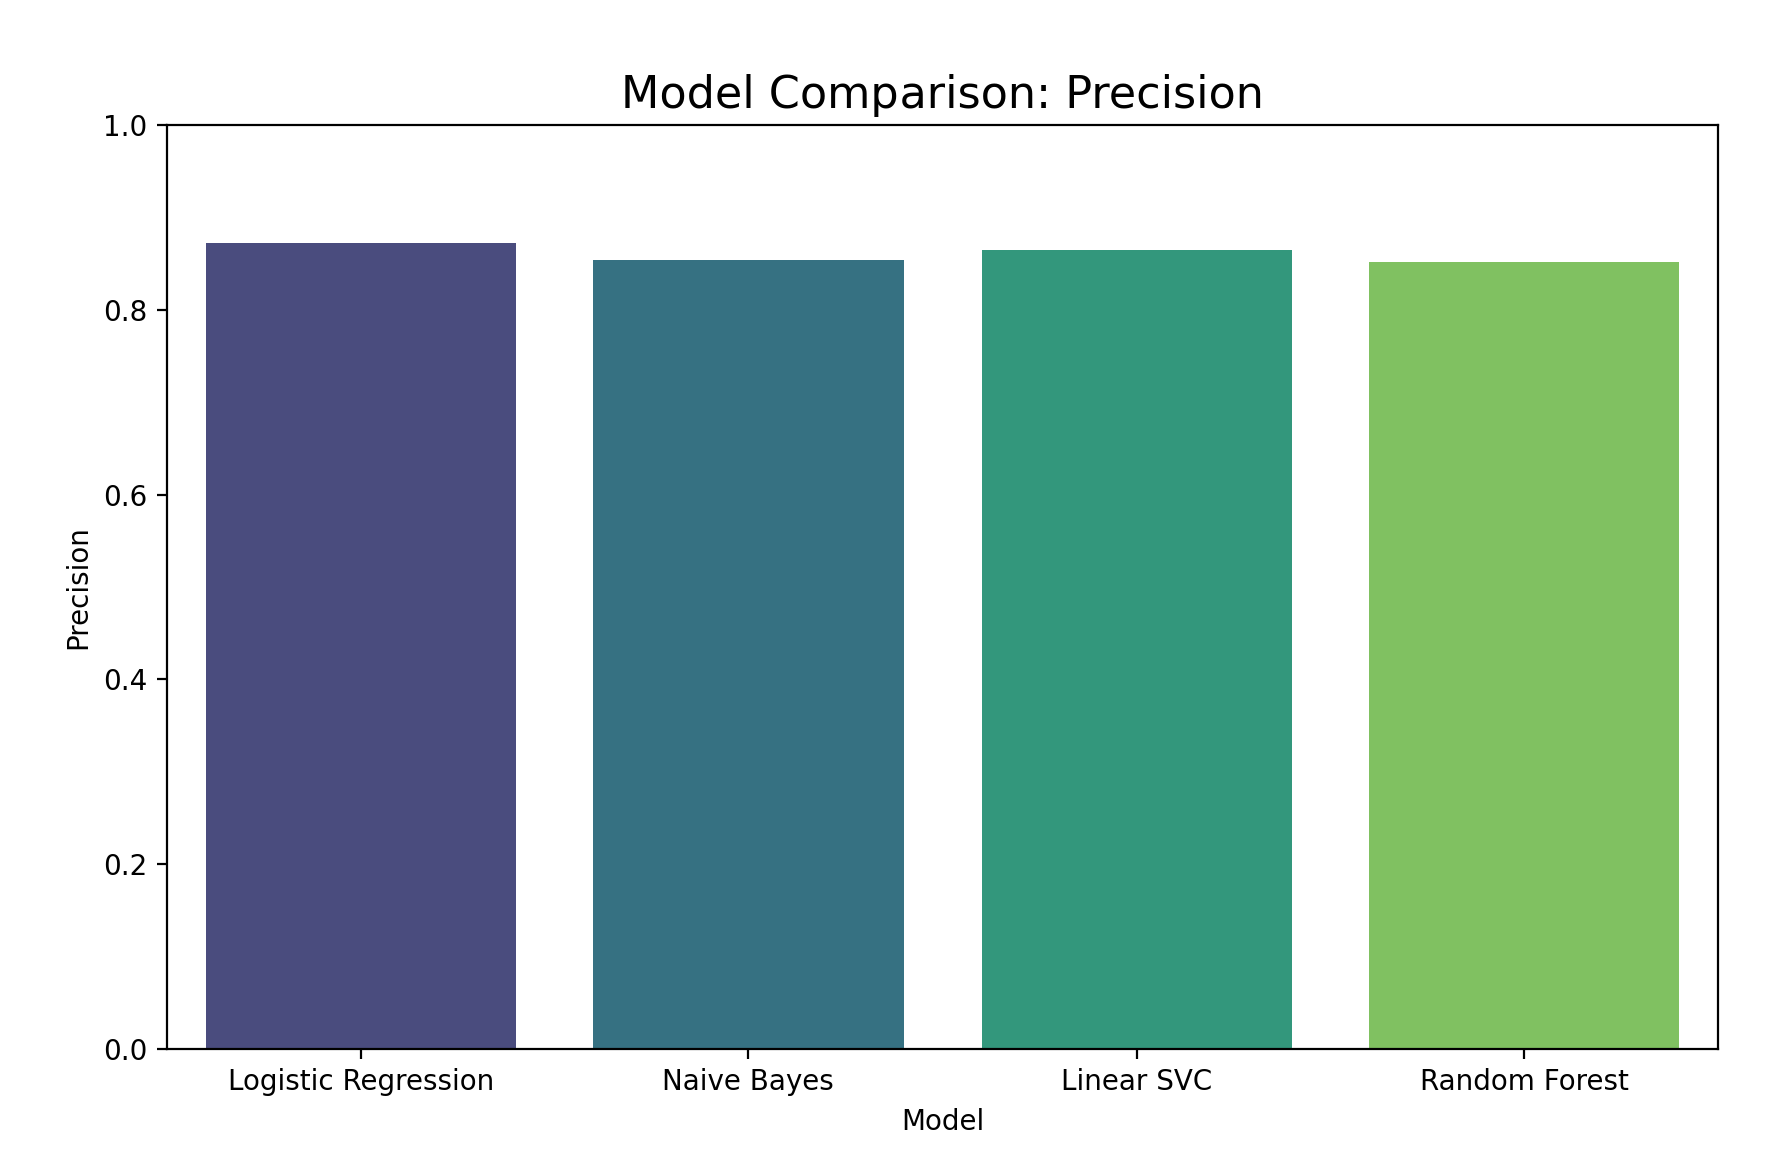 Model Comparison: Precision
1.0
0.8
0.6
0.4
0.2
0.0
Precision
Logistic Regression
Naive Bayes
Linear SVC
Random Forest
Model